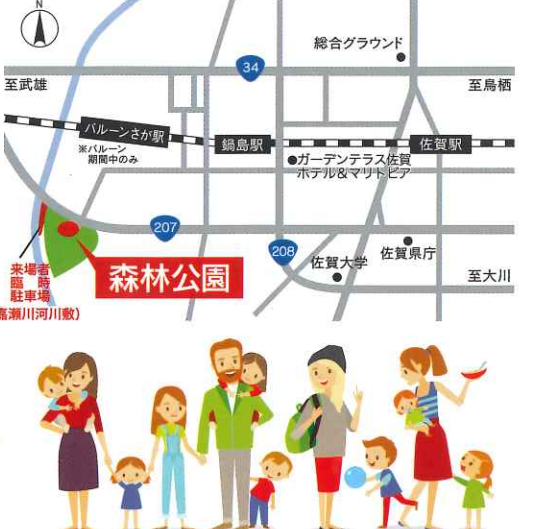 N
総合グラウンド
34
至武雄
至鳥栖
バルーンさが駅
※バルーン
期間中のみ
鍋島駅
佐賀駅
ガーデンテラス佐賀
ホテル&マリトピア
207
208
佐賀県庁
佐賀大学
至大川
来場者
臨時
駐車場
嘉瀬川河川敷)
森林公園